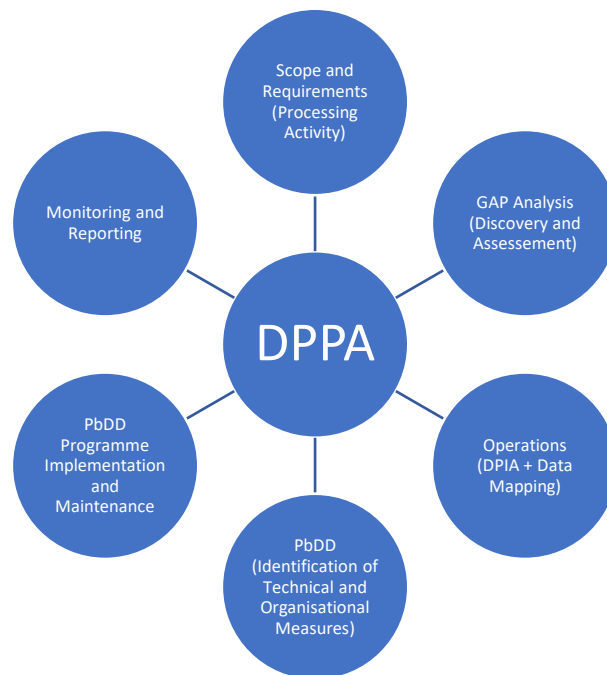 Scope and
Requirements
(Processing
Activity)
GAP Analysis
(Discovery and
Assessement)
Operations
(DPIA + Data
Mapping)
PbDD
(Identification of
Technical and
Organisational
Measures)
PbDD
Programme
Implementation
and
Maintenance
Monitoring and
Reporting
DPPA